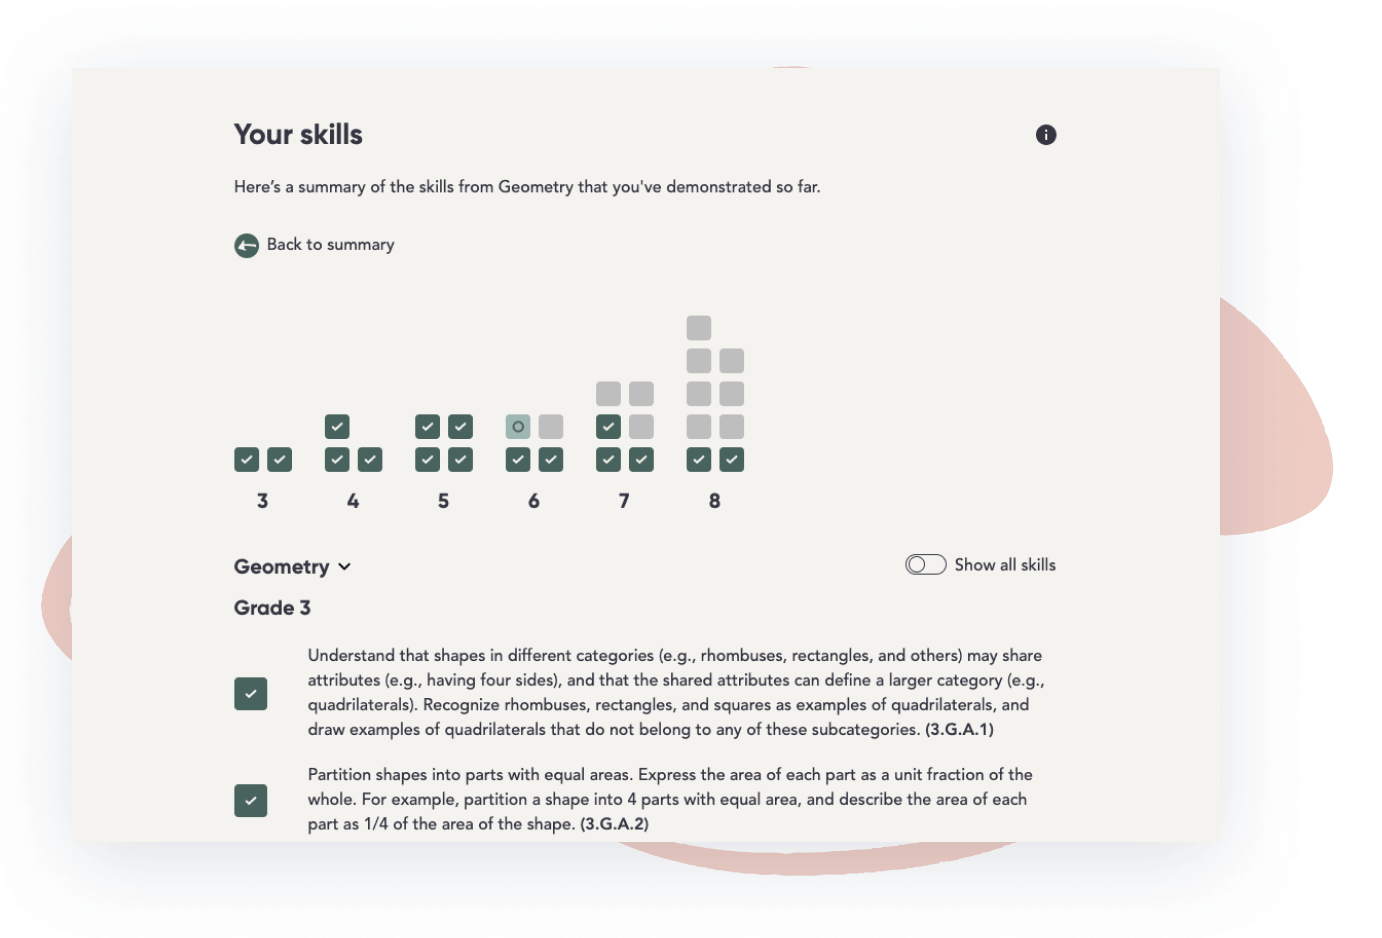 Your skills
Here's a summary of the skills from Geometry that you've demonstrated so far.
Back to summary
3 4 5 6 7 8
Geometry
Show all skills
Grade 3
Understand that shapes in different categories (e.g., rhombuses, rectangles, and others) may share
attributes (e.g., having four sides), and that the shared attributes can define a larger category (e.g.,
quadrilaterals). Recognize rhombuses, rectangles, and squares as examples of quadrilaterals, and
draw examples of quadrilaterals that do not belong to any of these subcategories. (3.G.A.1)
Partition shapes into parts with equal areas. Express the area of each part as a unit fraction of the
whole. For example, partition a shape into 4 parts with equal area, and describe the area of each
part as 1/4 of the area of the shape. (3.G.A.2)